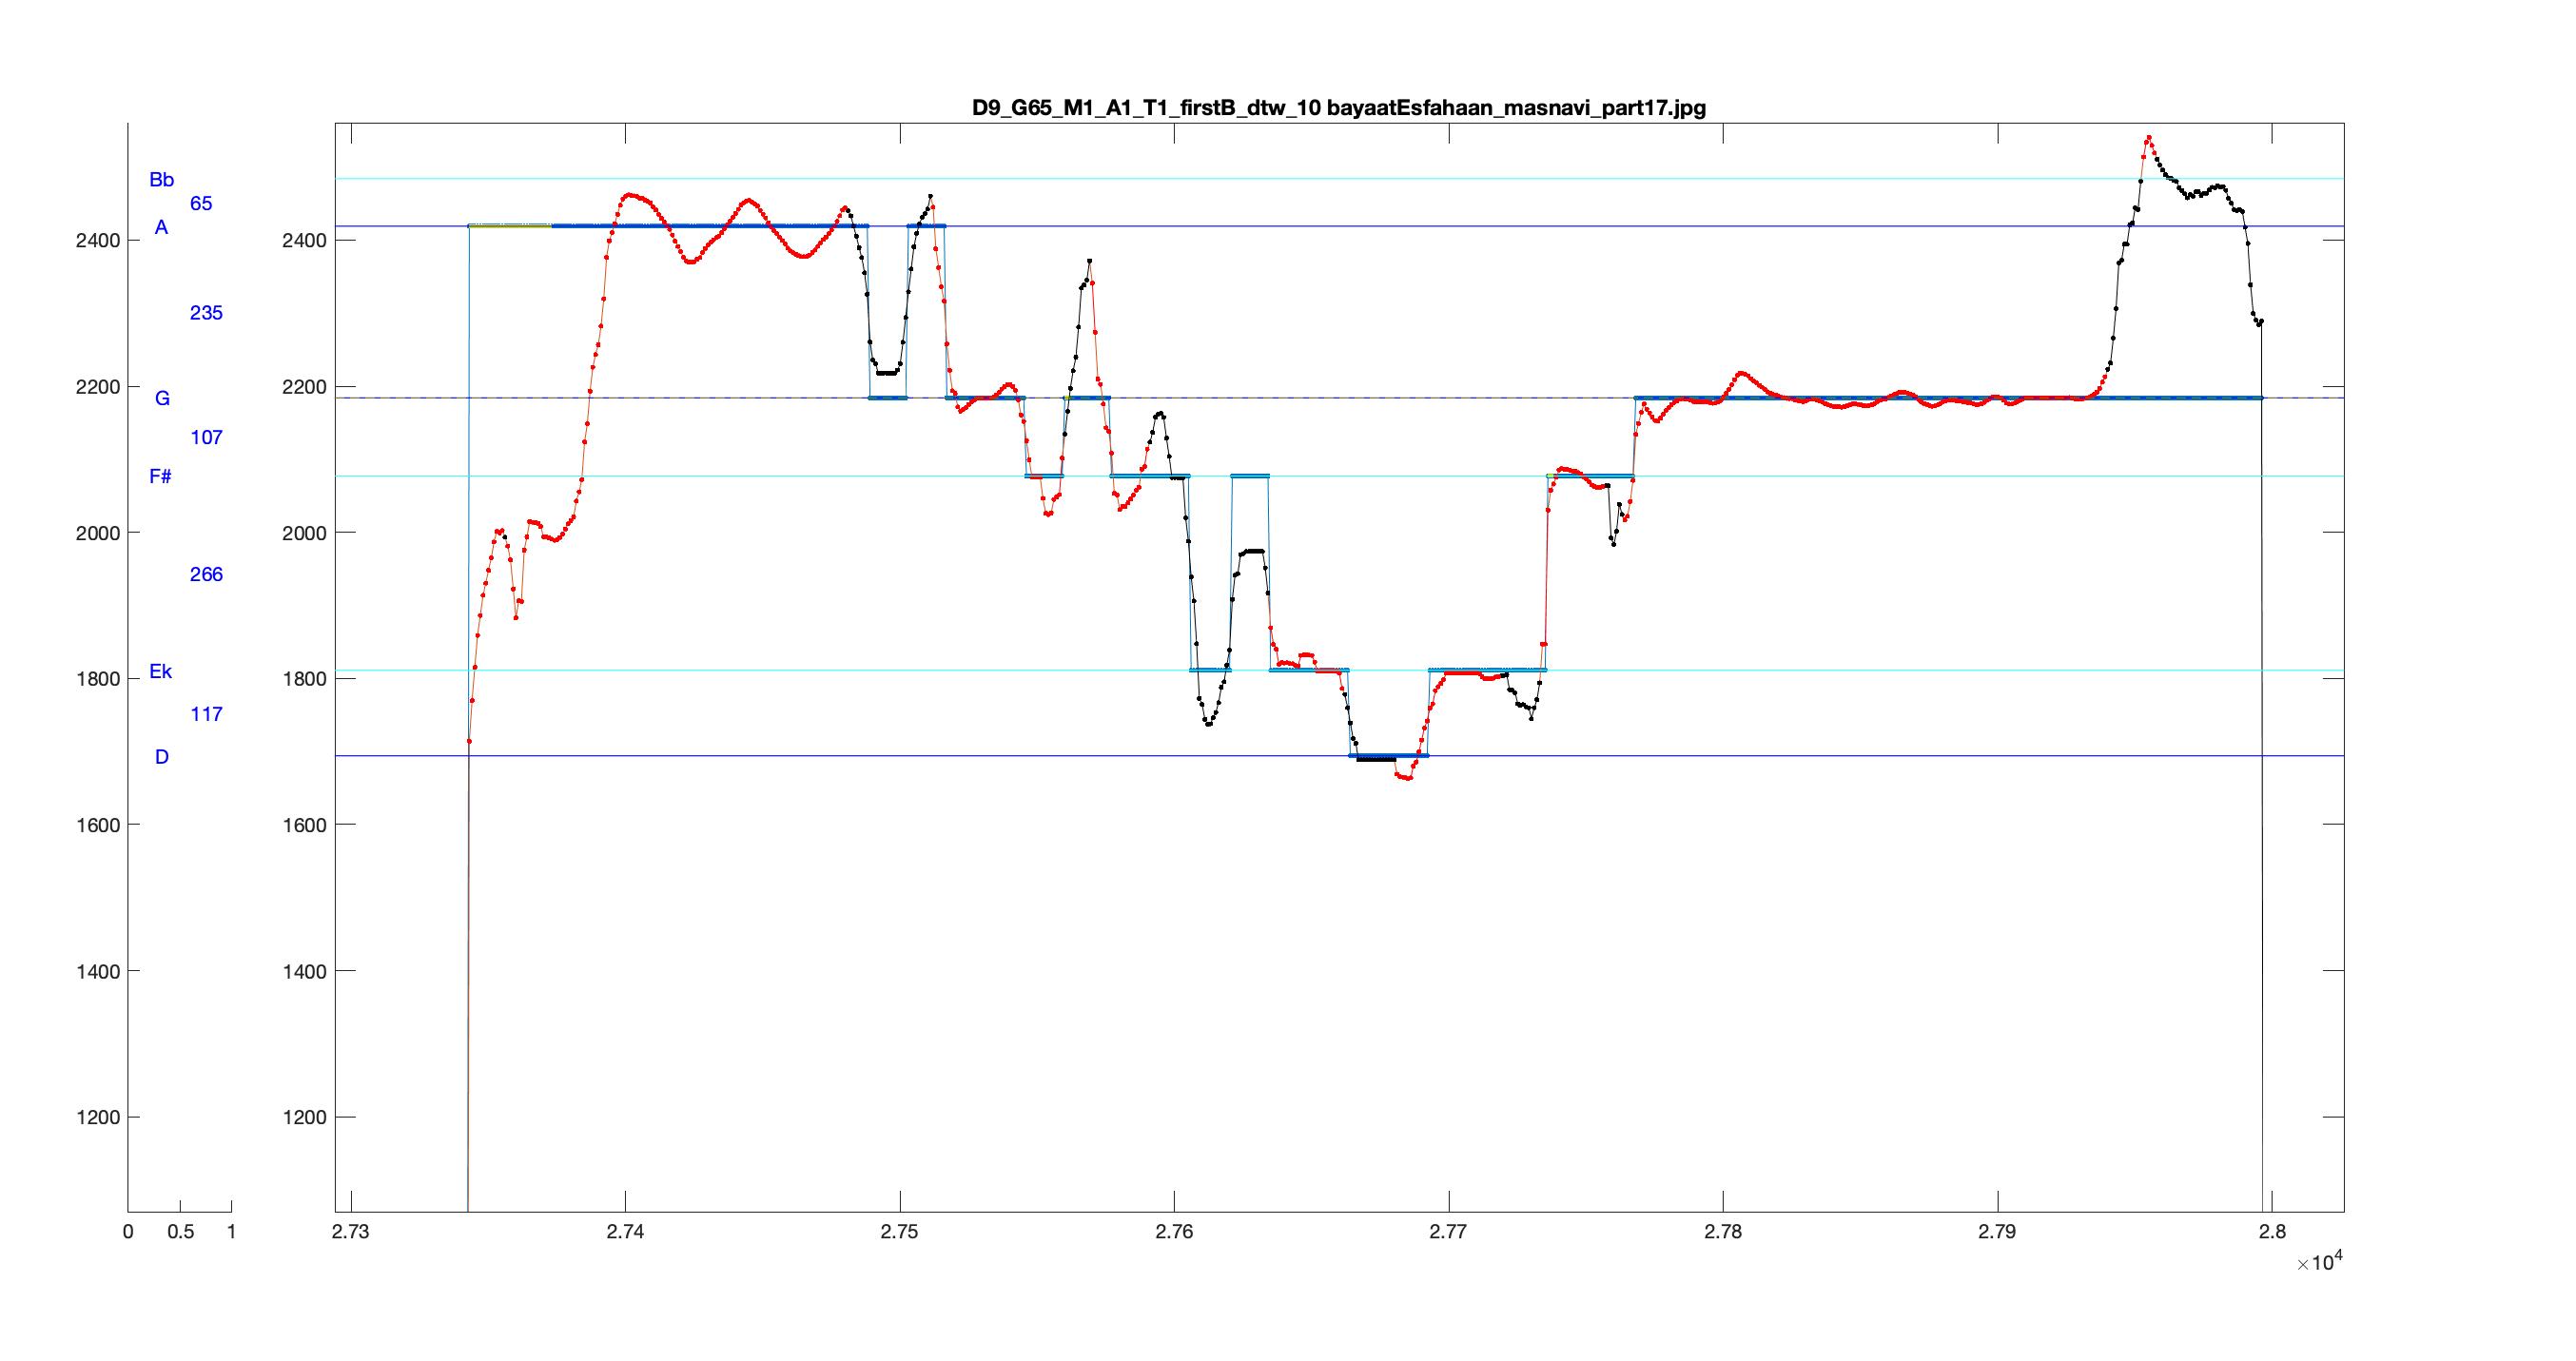 D9_G65_M1_A1_T1_firstB_dtw_10 bayaatEsfahaan_masnavi_part17.jpg
Bb
65
A
2400 2400
235
2200 2200
G
107
F#
2000 2000
266
Ek
1800 1800
117
D
1600 1600
1400 1400
1200 1200
0 0.5 1 2.73 2.74 2.75 2.76 2.77 2.78 2.79 2.8
×10⁴